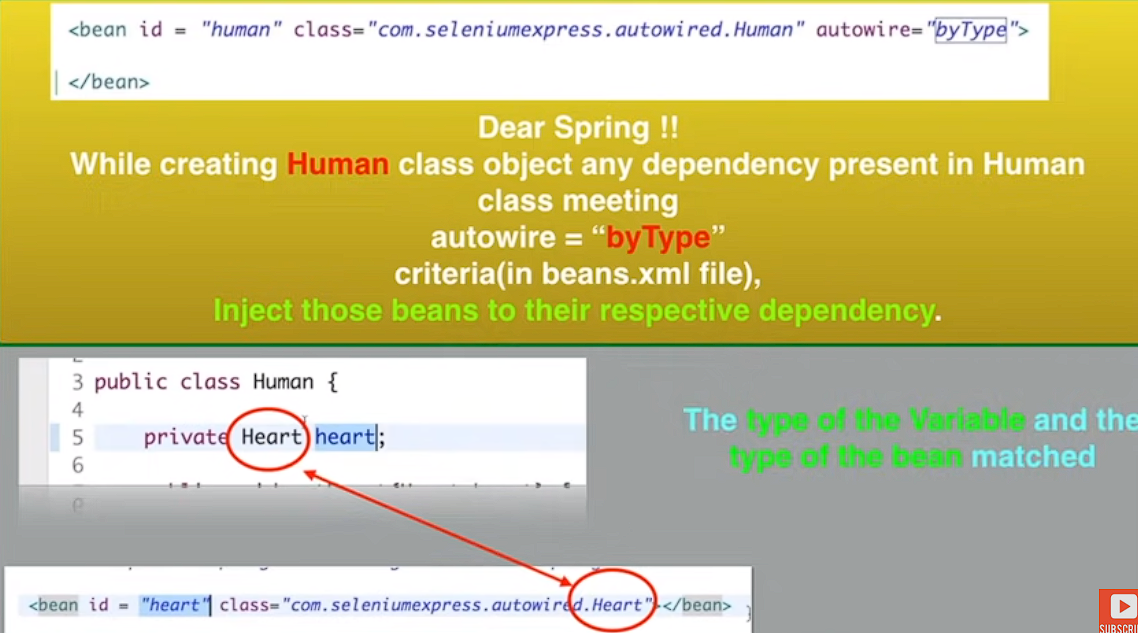 <bean id = "human" class="com.seleniumexpress.autowired.Human" autowire="byType">
</bean>
Dear Spring !!
While creating Human class object any dependency present in Human
class meeting
autowire = “byType”
criteria(in beans.xml file),
Inject those beans to their respective dependency.
3 public class Human {
4
5 private Heart heart;
6
The type of the Variable and the
type of the bean matched
<bean id = "heart" class="com.seleniumexpress.autowired.Heart"></bean>
}